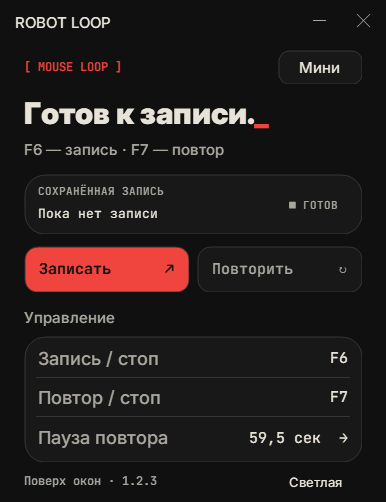 ROBOT LOOP
[ MOUSE LOOP ]
Мини
Готов к записи._
F6 — запись · F7 — повтор
СОХРАНЁННАЯ ЗАПИСЬ
Пока нет записи
■ ГОТОВ
Записать ↗
Повторить ↻
Управление
Запись / стоп F6
Повтор / стоп F7
Пауза повтора 59,5 сек →
Поверх окон · 1.2.3
Светлая